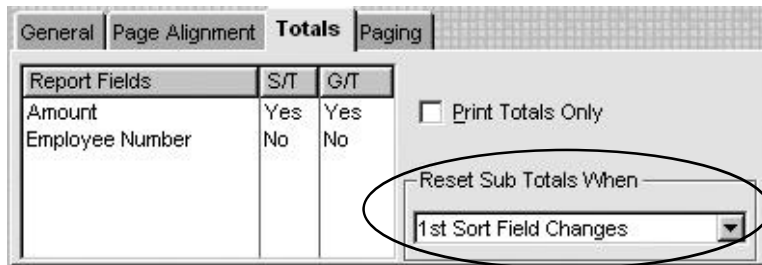 General Page Alignment Totals Paging
Report Fields S/T G/T
Amount Yes Yes
Employee Number No No
Print Totals Only
Reset Sub Totals When
1st Sort Field Changes